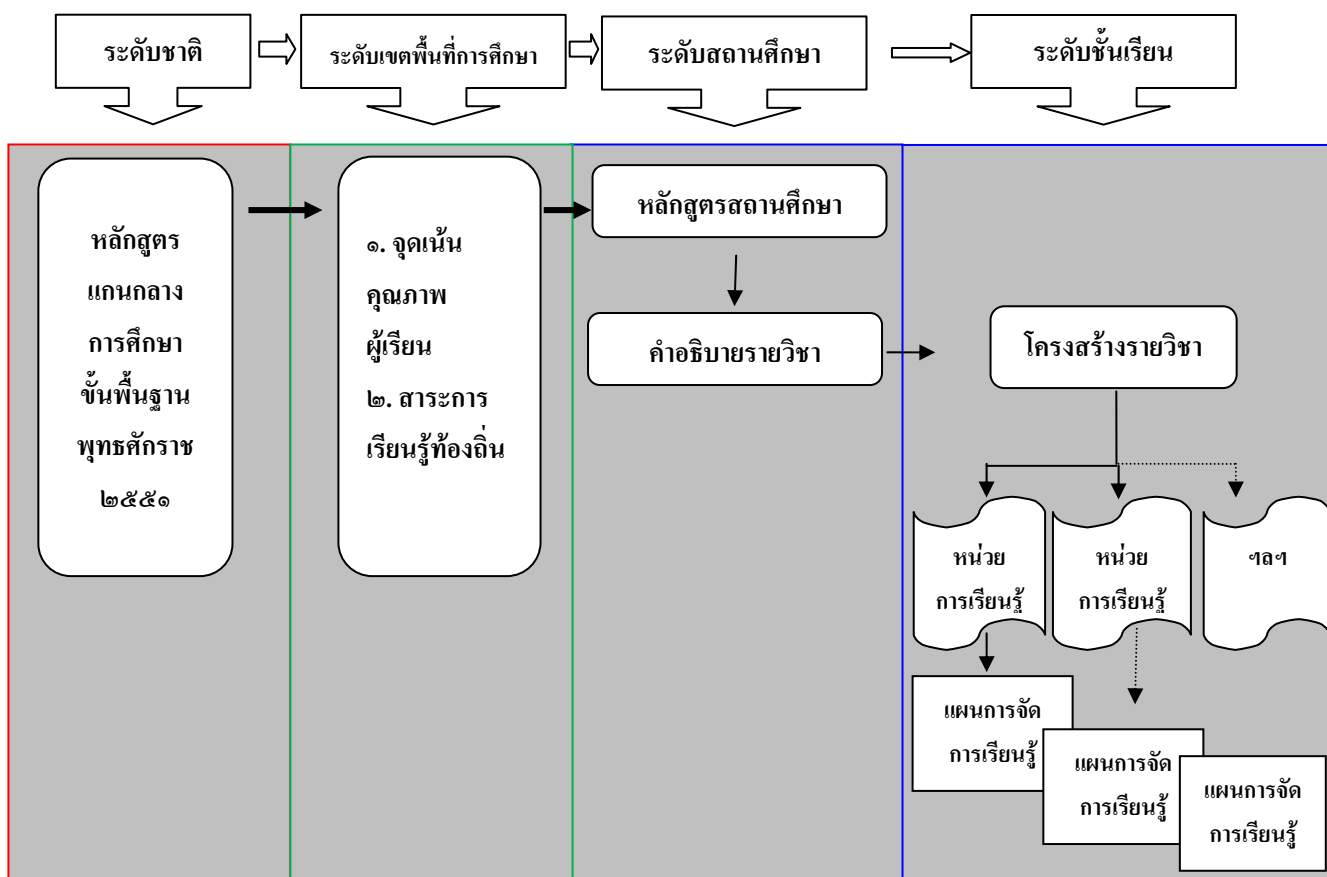 ระดับชาติ
ระดับเขตพื้นที่การศึกษา
ระดับสถานศึกษา
ระดับชั้นเรียน
หลักสูตร
แกนกลาง
การศึกษา
ขั้นพื้นฐาน
พุทธศักราช
๒๕๕๑
๑. จุดเน้น
คุณภาพ
ผู้เรียน
๒. สาระการ
เรียนรู้ท้องถิ่น
หลักสูตรสถานศึกษา
คำอธิบายรายวิชา
โครงสร้างรายวิชา
หน่วย
การเรียนรู้
หน่วย
การเรียนรู้
ฯลฯ
แผนการจัด
การเรียนรู้
แผนการจัด
การเรียนรู้
แผนการจัด
การเรียนรู้